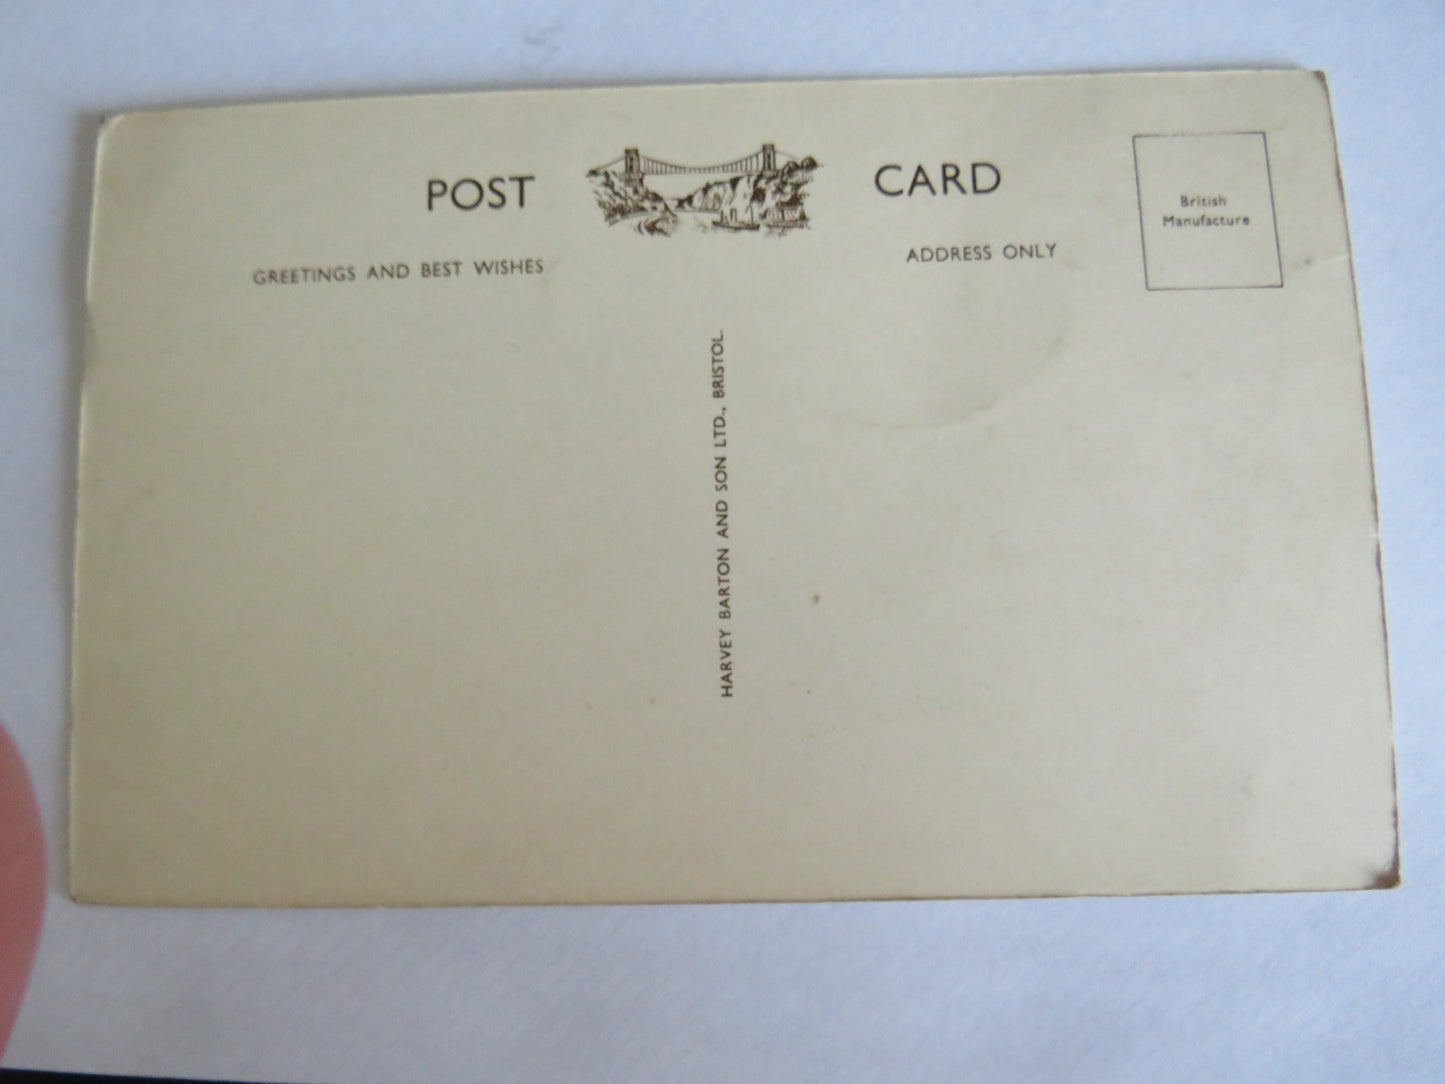 POST CARD
GREETINGS AND BEST WISHES
ADDRESS ONLY
British
Manufacture
HARVEY BARTON AND SON LTD., BRISTOL.